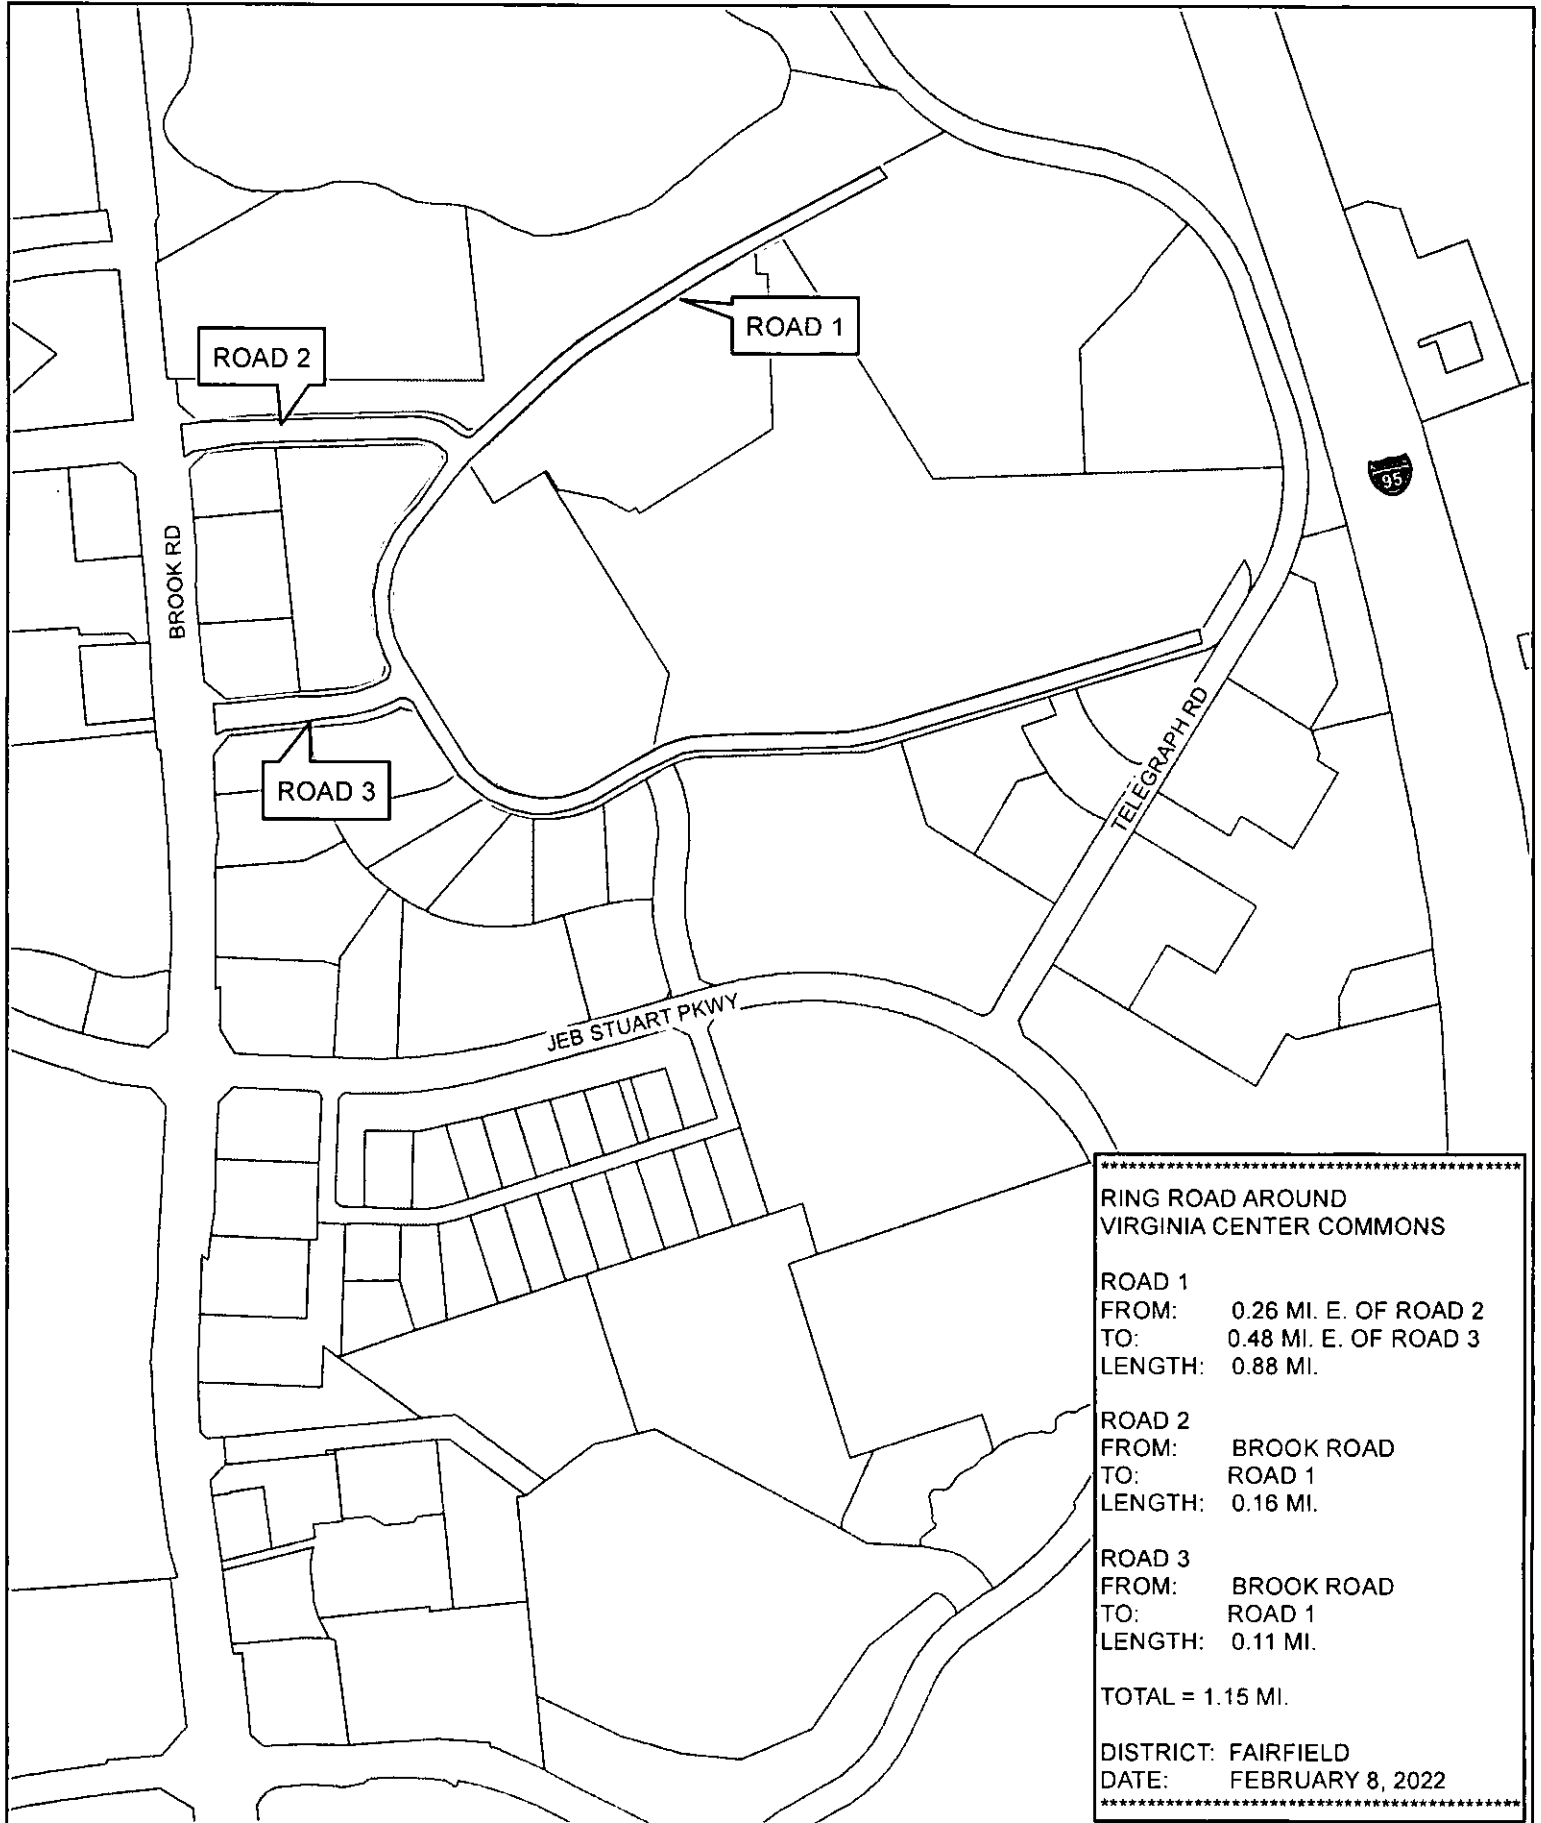 ROAD 1
ROAD 2
95
BROOK RD
TELEGRAPH RD
ROAD 3
JEB STUART PKWY
*********************************************
RING ROAD AROUND
VIRGINIA CENTER COMMONS
ROAD 1
FROM: 0.26 MI. E. OF ROAD 2
TO: 0.48 MI. E. OF ROAD 3
LENGTH: 0.88 MI.
ROAD 2
FROM: BROOK ROAD
TO: ROAD 1
LENGTH: 0.16 MI.
ROAD 3
FROM: BROOK ROAD
TO: ROAD 1
LENGTH: 0.11 MI.
TOTAL = 1.15 MI.
DISTRICT: FAIRFIELD
DATE: FEBRUARY 8, 2022
*********************************************